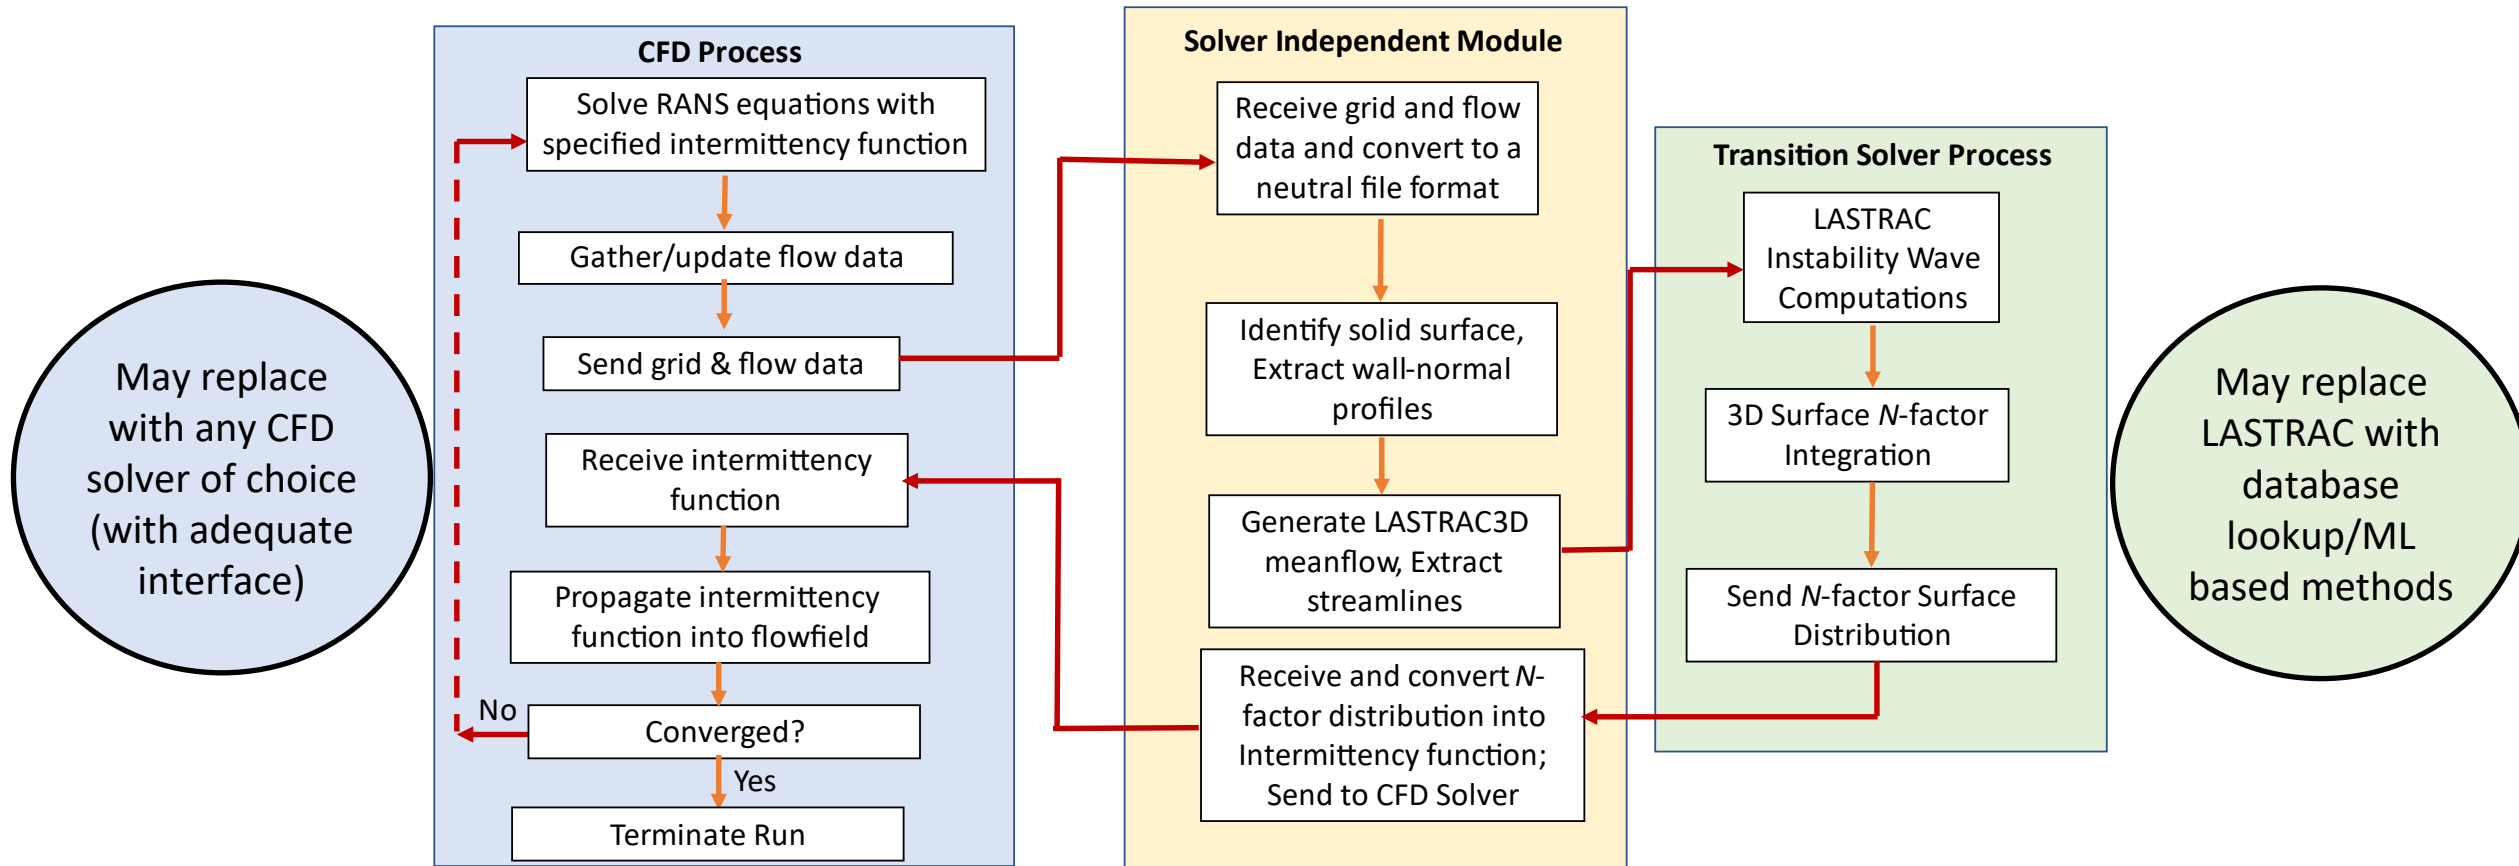 May replace
with any CFD
solver of choice
(with adequate
interface)
CFD Process
Solve RANS equations with
specified intermittency function
Gather/update flow data
Send grid & flow data
Receive intermittency
function
Propagate intermittency
function into flowfield
No
Converged?
Yes
Terminate Run
Solver Independent Module
Receive grid and flow
data and convert to a
neutral file format
Identify solid surface,
Extract wall-normal
profiles
Generate LASTRAC3D
meanflow, Extract
streamlines
Receive and convert N-
factor distribution into
Intermittency function;
Send to CFD Solver
Transition Solver Process
LASTRAC
Instability Wave
Computations
3D Surface N-factor
Integration
Send N-factor Surface
Distribution
May replace
LASTRAC with
database
lookup/ML
based methods